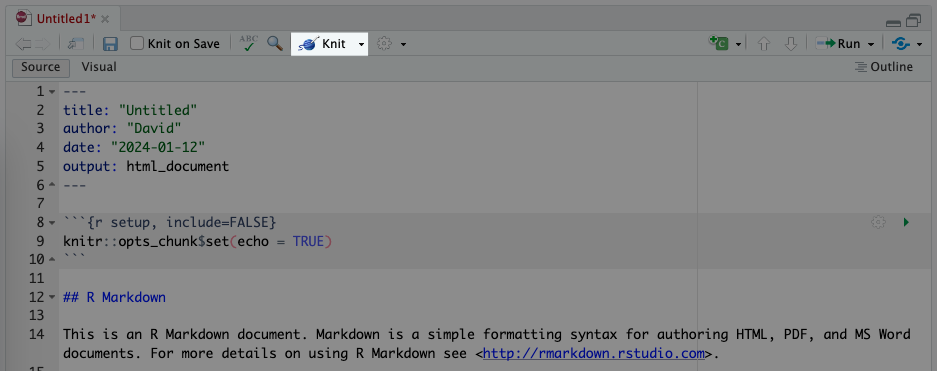 Untitled1*
Knit on Save ABC Knit C Run
Source Visual Outline
1 ---
2 title: "Untitled"
3 author: "David"
4 date: "2024-01-12"
5 output: html_document
6 ---
7
8 ```{r setup, include=FALSE}
9 knitr::opts_chunk$set(echo = TRUE)
10 ```
11
12 ## R Markdown
13
14 This is an R Markdown document. Markdown is a simple formatting syntax for authoring HTML, PDF, and MS Word
documents. For more details on using R Markdown see <http://rmarkdown.rstudio.com>.
15